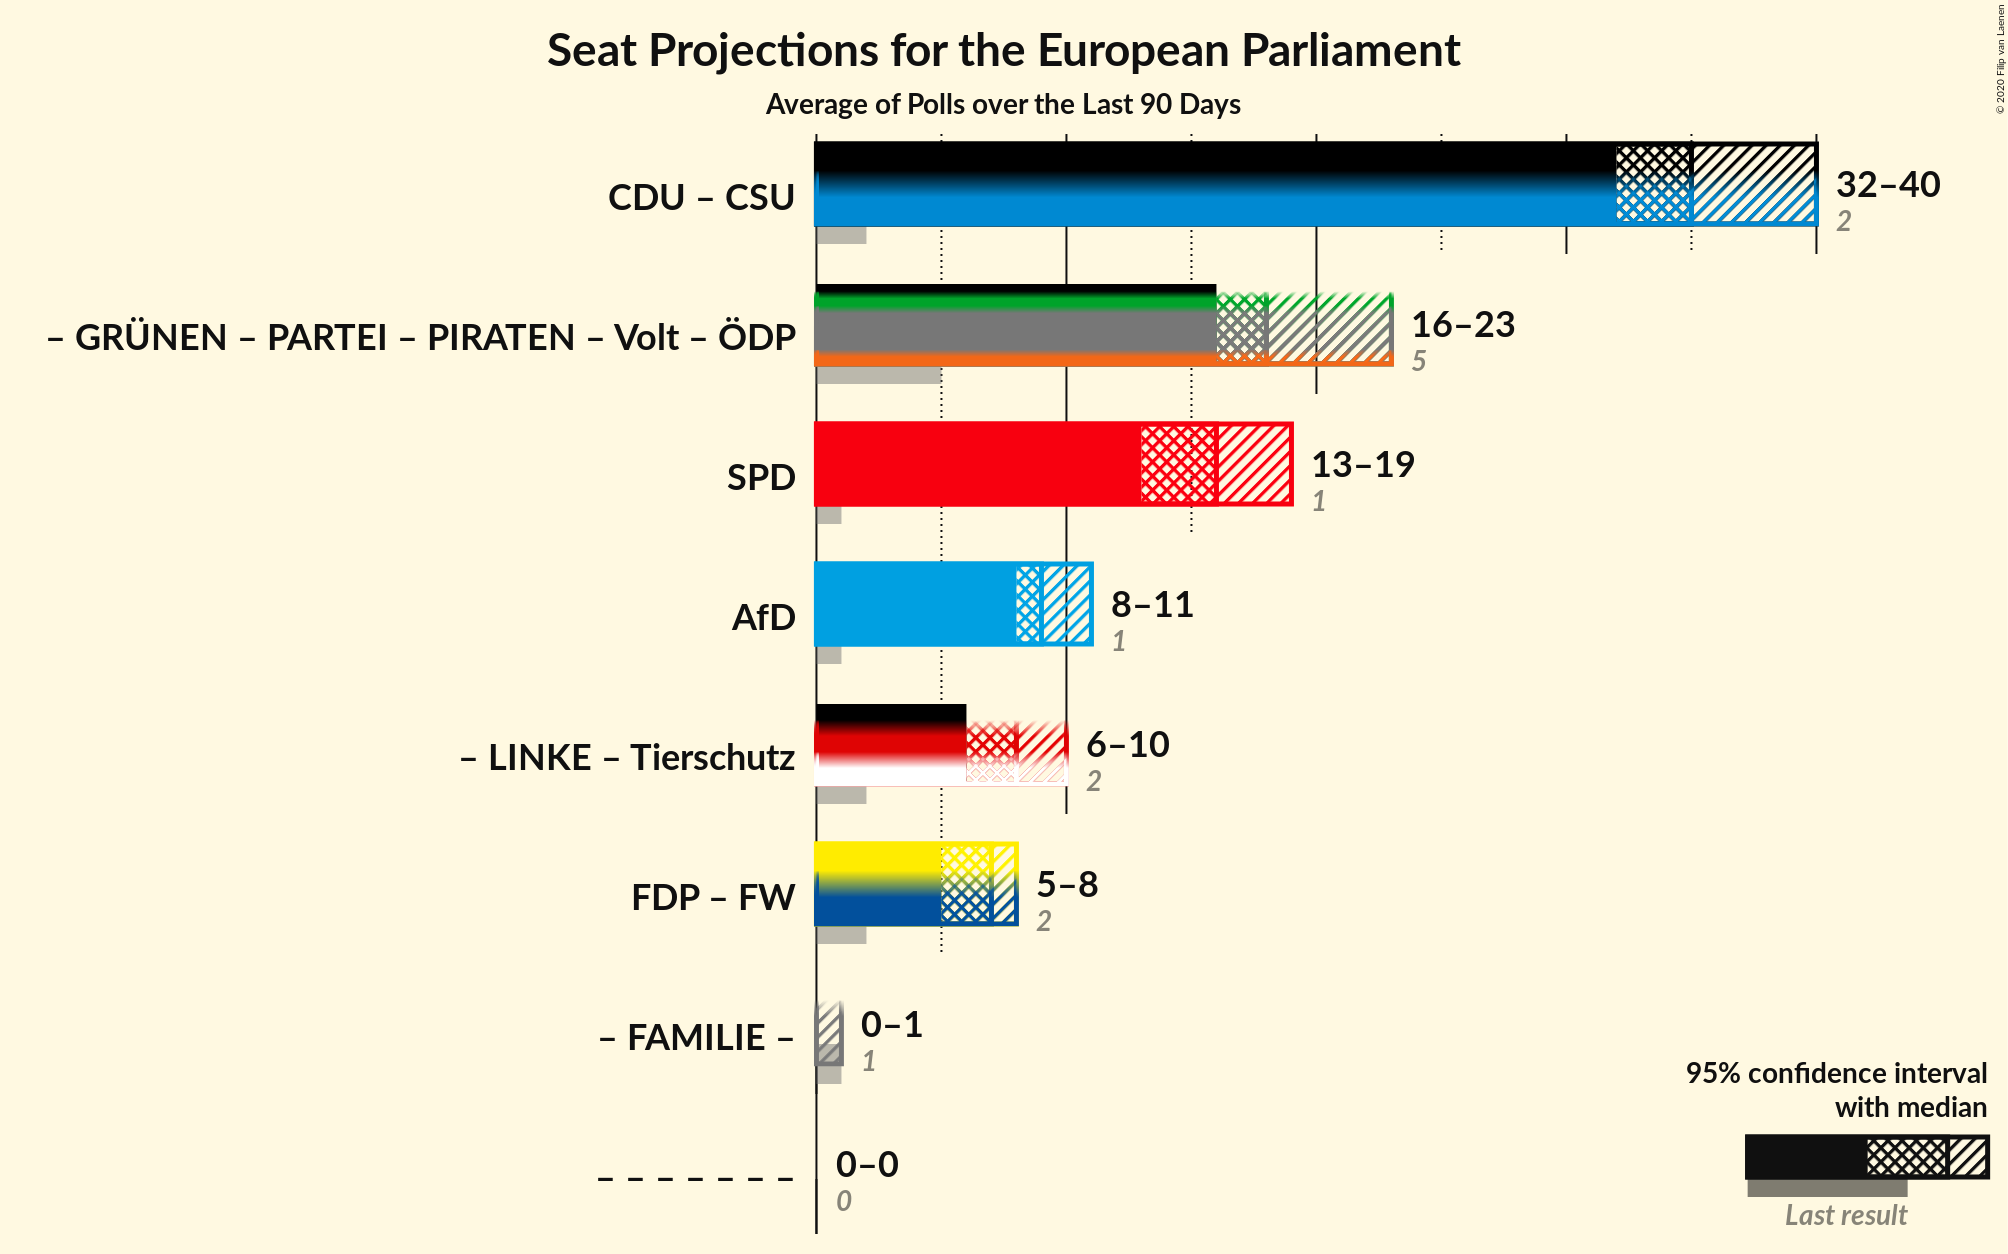 Seat Projections for the European Parliament
Average of Polls over the Last 90 Days
© 2020 Filip van Laenen
CDU – CSU
32–40
2
– GRÜNEN – PARTEI – PIRATEN – Volt – ÖDP
16–23
5
SPD
13–19
1
AfD
8–11
1
– LINKE – Tierschutz
6–10
2
FDP – FW
5–8
2
– FAMILIE –
0–1
1
– – – – – – –
0–0
0
95% confidence interval
with median
Last result